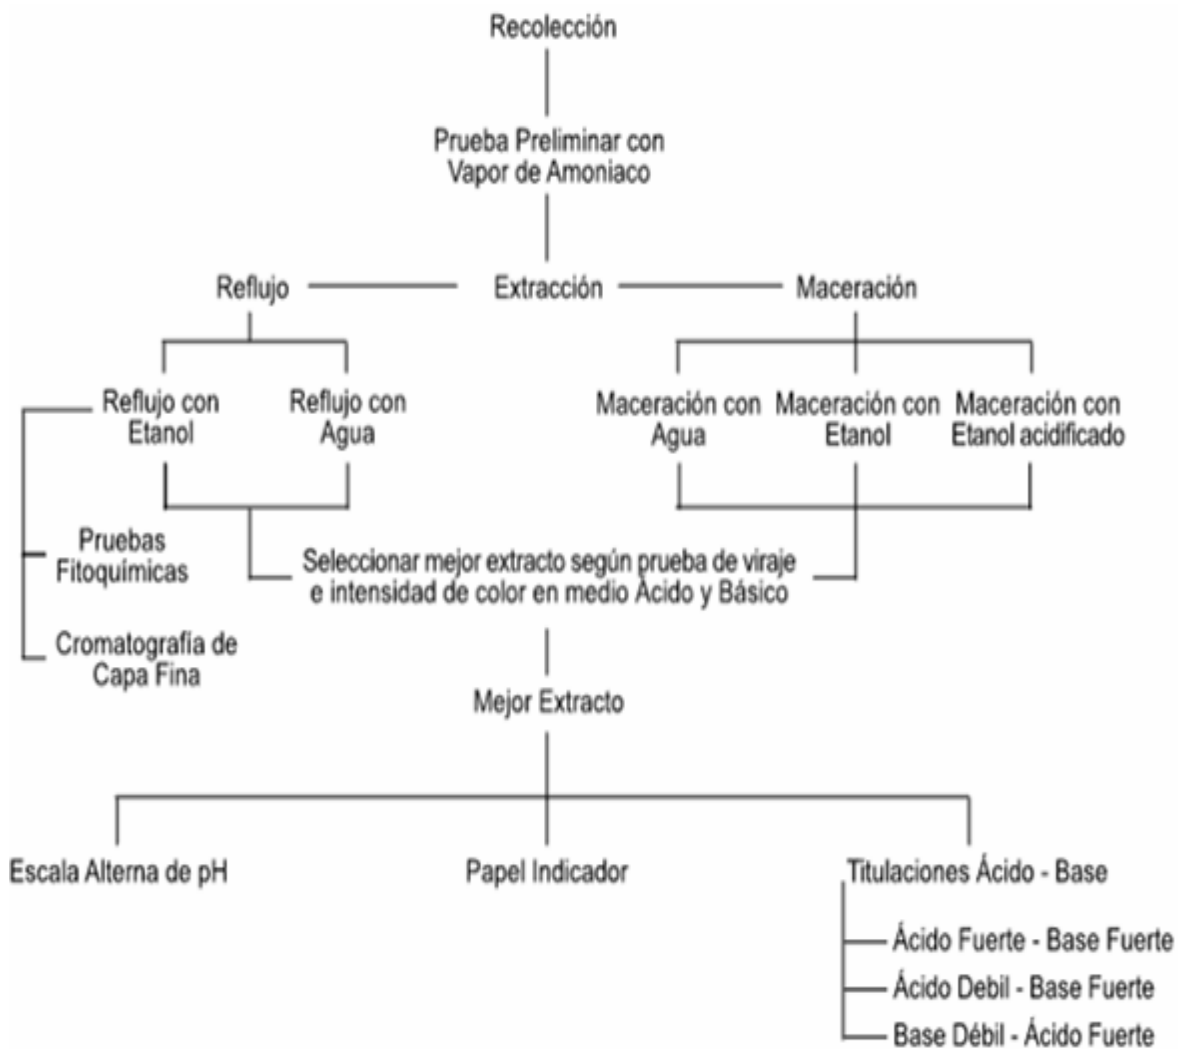 Recolección
Prueba Preliminar con
Vapor de Amoniaco
Reflujo
Extracción
Maceración
Reflujo con
Etanol
Reflujo con
Agua
Maceración con
Agua
Maceración con
Etanol
Maceración con
Etanol acidificado
Pruebas
Fitoquímicas
Cromatografía de
Capa Fina
Seleccionar mejor extracto según prueba de viraje
e intensidad de color en medio Ácido y Básico
Mejor Extracto
Escala Alterna de pH
Papel Indicador
Titulaciones Ácido - Base
Ácido Fuerte - Base Fuerte
Ácido Debil - Base Fuerte
Base Débil - Ácido Fuerte